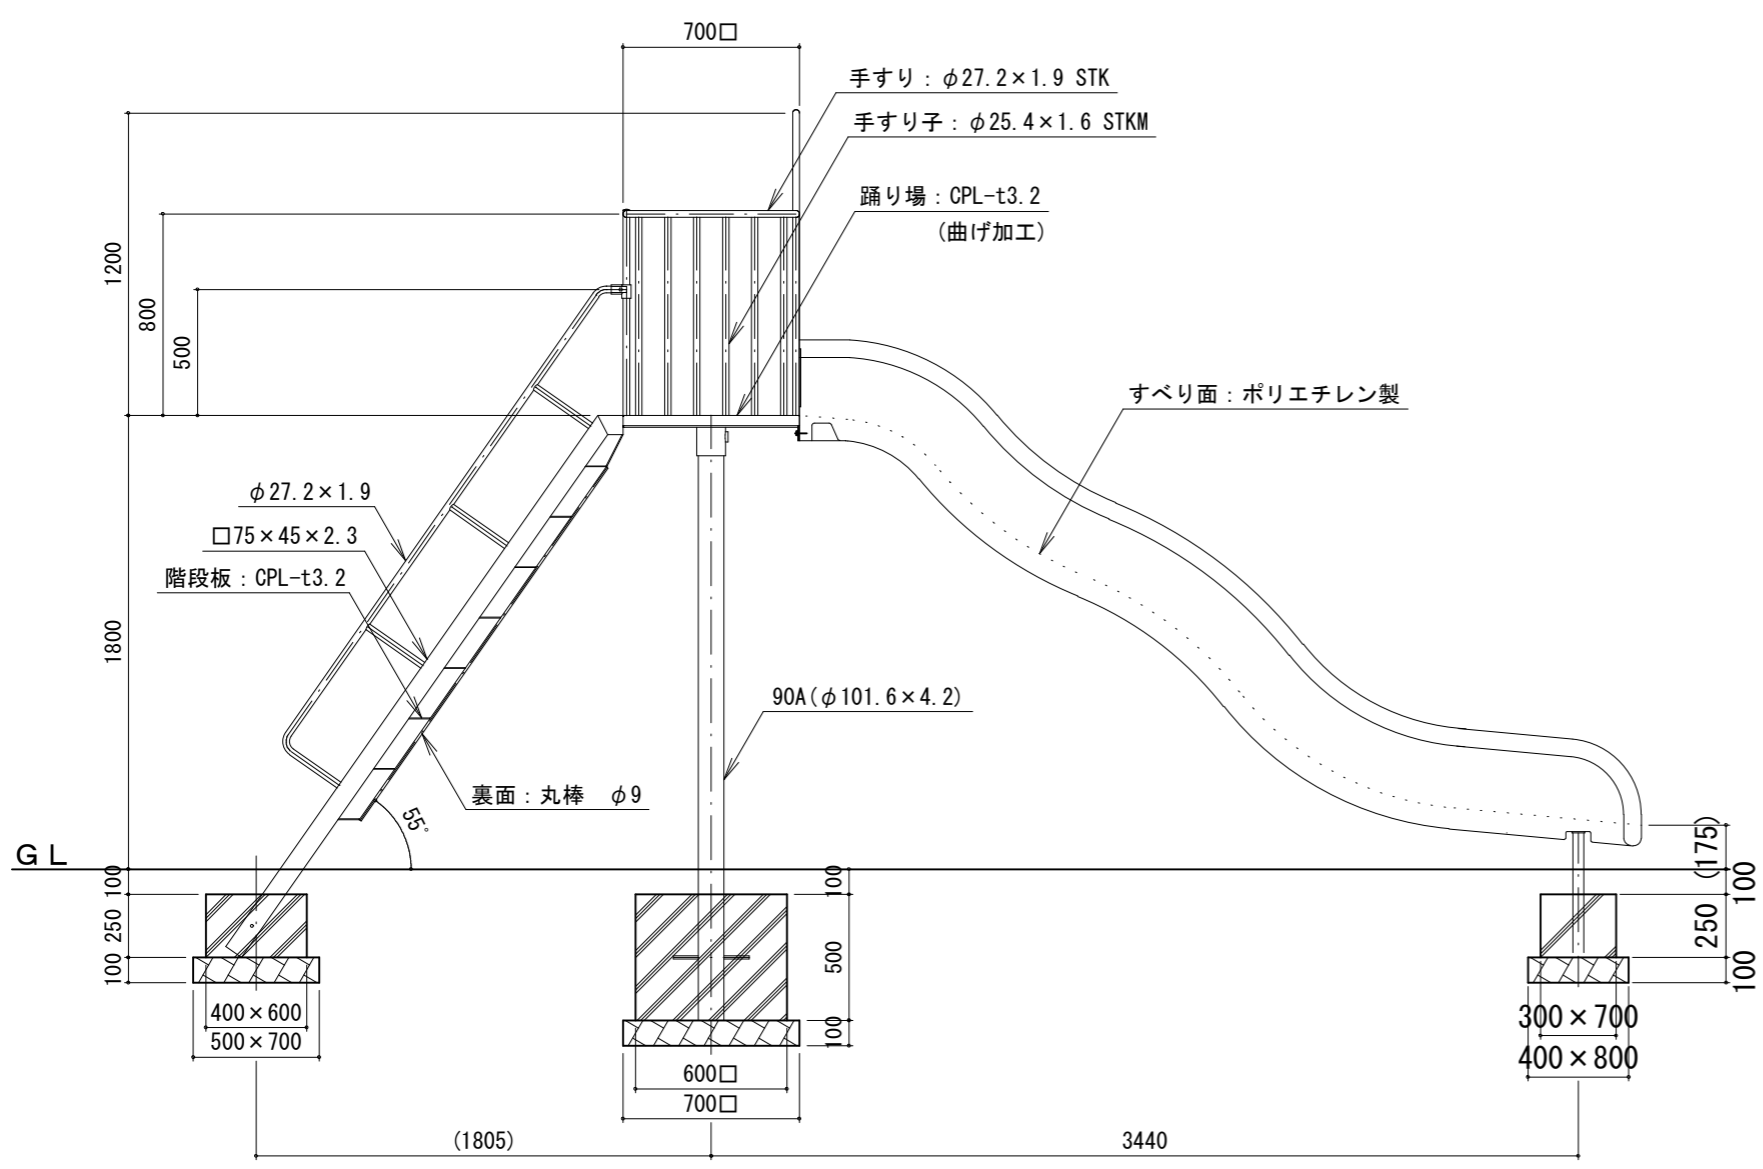 700□
手すり：φ27.2×1.9 STK
手すり子：φ25.4×1.6 STKM
踊り場：CPL-t3.2
(曲げ加工)
1200
800
500
すべり面：ポリエチレン製
φ27.2×1.9
□75×45×2.3
階段板：CPL-t3.2
1800
90A(φ101.6×4.2)
裏面：丸棒 φ9
55°
GL
(175)
100
250
100
100
500
100
100
250
100
400×600
500×700
600□
700□
300×700
400×800
(1805)
3440